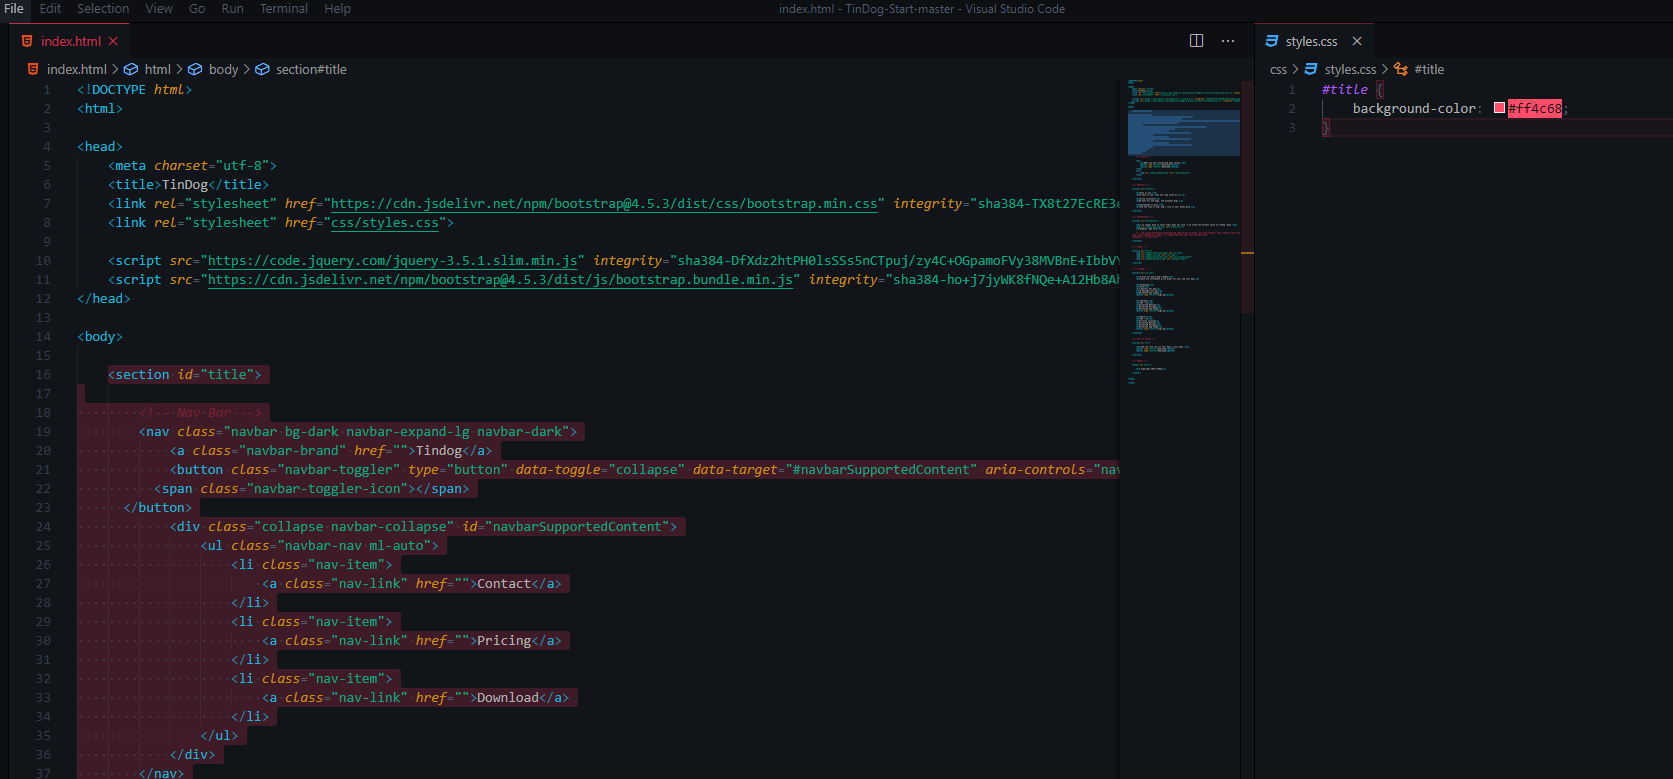 File Edit Selection View Go Run Terminal Help
index.html - TinDog-Start-master - Visual Studio Code
index.html
index.html > html > body > section#title
1 <!DOCTYPE html>
2 <html>
3
4 <head>
5 <meta charset="utf-8">
6 <title>TinDog</title>
7 <link rel="stylesheet" href="https://cdn.jsdelivr.net/npm/bootstrap@4.5.3/dist/css/bootstrap.min.css" integrity="sha384-TX8t27EcRE3e
8 <link rel="stylesheet" href="css/styles.css">
9
10 <script src="https://code.jquery.com/jquery-3.5.1.slim.min.js" integrity="sha384-DfXdz2htPH0lsSSs5nCTpuj/zy4C+OGpamoFVy38MVBnE+IbbVY
11 <script src="https://cdn.jsdelivr.net/npm/bootstrap@4.5.3/dist/js/bootstrap.bundle.min.js" integrity="sha384-ho+j7jyWK8fNQe+A12Hb8Ah
12 </head>
13
14 <body>
15
16 <section id="title">
17
18 <!-- Nav Bar -->
19 <nav class="navbar bg-dark navbar-expand-lg navbar-dark">
20 <a class="navbar-brand" href="">Tindog</a>
21 <button class="navbar-toggler" type="button" data-toggle="collapse" data-target="#navbarSupportedContent" aria-controls="nav
22 <span class="navbar-toggler-icon"></span>
23 </button>
24 <div class="collapse navbar-collapse" id="navbarSupportedContent">
25 <ul class="navbar-nav ml-auto">
26 <li class="nav-item">
27 <a class="nav-link" href="">Contact</a>
28 </li>
29 <li class="nav-item">
30 <a class="nav-link" href="">Pricing</a>
31 </li>
32 <li class="nav-item">
33 <a class="nav-link" href="">Download</a>
34 </li>
35 </ul>
36 </div>
37 </nav>
styles.css
css > styles.css > #title
1 #title {
2 background-color: #ff4c68;
3 }